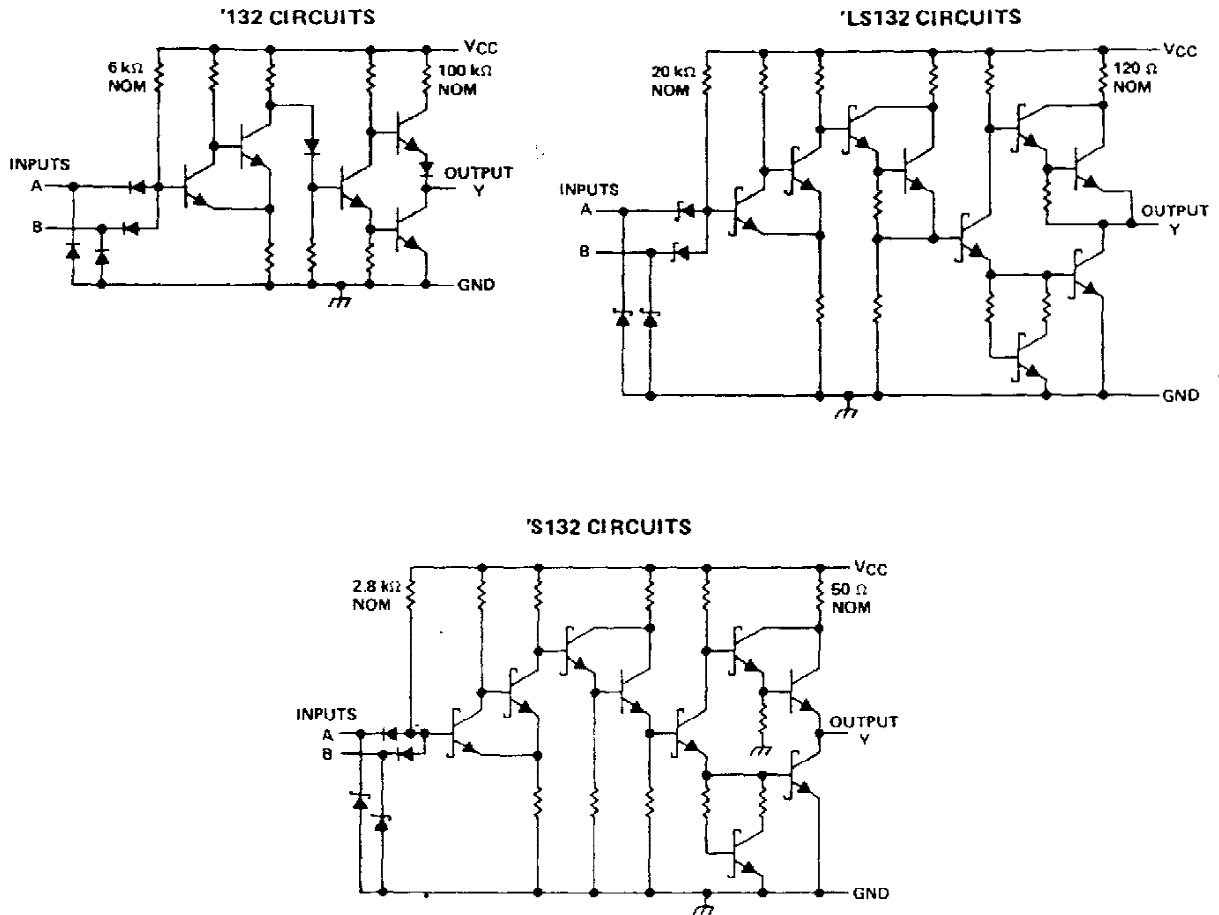 '132 CIRCUITS
VCC
6 kΩ
NOM
100 kΩ
NOM
INPUTS
A
B
OUTPUT
Y
GND
'LS132 CIRCUITS
VCC
20 kΩ
NOM
120 Ω
NOM
INPUTS
A
B
OUTPUT
Y
GND
'S132 CIRCUITS
VCC
2.8 kΩ
NOM
50 Ω
NOM
INPUTS
A
B
OUTPUT
Y
GND